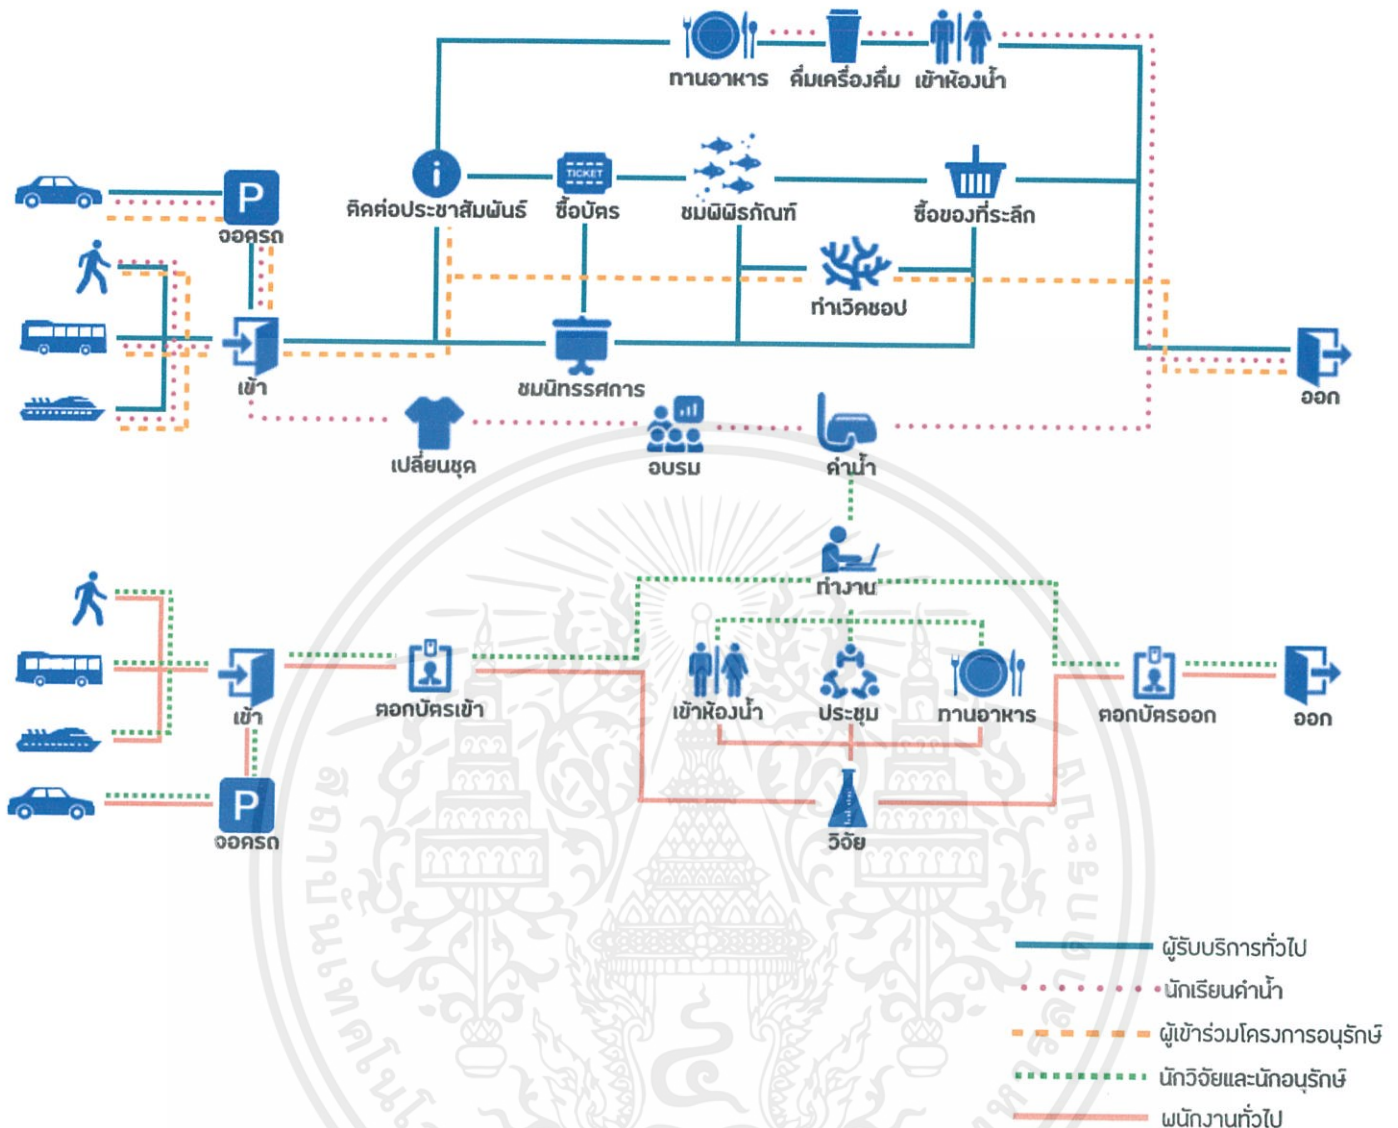 ทานอาหาร ดื่มเครื่องดื่ม เข้าห้องน้ำ
TICKET
P
ติดต่อประชาสัมพันธ์ ซื้อบัตร ชมพิพิธภัณฑ์ ซื้อของที่ระลึก
จอดรถ
ทำเวิคชอป
เข้า
ชมนิทรรศการ
ออก
เปลี่ยนชุด อบรม ดำน้ำ
ทำงาน
เข้า
ตอกบัตรเข้า เข้าห้องน้ำ ประชุม ทานอาหาร ตอกบัตรออก ออก
P
จอดรถ
วิจัย
ผู้รับบริการทั่วไป
นักเรียนดำน้ำ
ผู้เข้าร่วมโครงการอนุรักษ์
นักวิจัยและนักอนุรักษ์
พนักงานทั่วไป